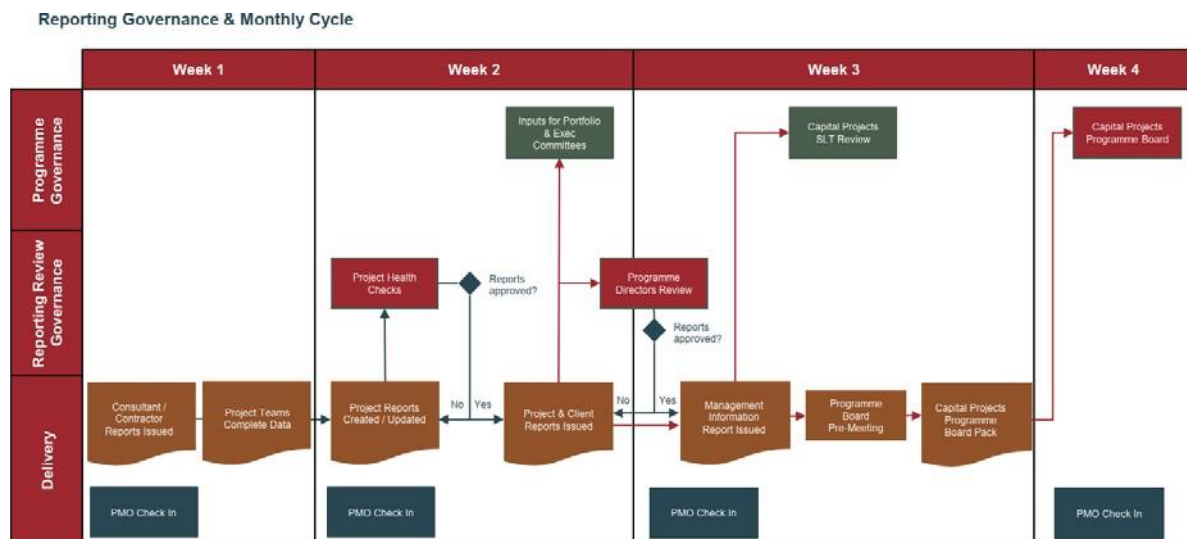 Reporting Governance & Monthly Cycle
Week 1
Week 2
Week 3
Week 4
Programme
Governance
Inputs for Portfolio
& Exec
Committees
Capital Projects
SLT Review
Capital Projects
Programme Board
Reporting Review
Governance
Project Health
Checks
Reports
approved?
Programme
Directors Review
Reports
approved?
Delivery
Consultant /
Contractor
Reports Issued
Project Teams
Complete Data
Project Reports
Created / Updated
No
Yes
Project & Client
Reports Issued
No
Yes
Management
Information
Report Issued
Programme
Board
Pre-Meeting
Capital Projects
Programme
Board Pack
PMO Check In
PMO Check In
PMO Check In
PMO Check In